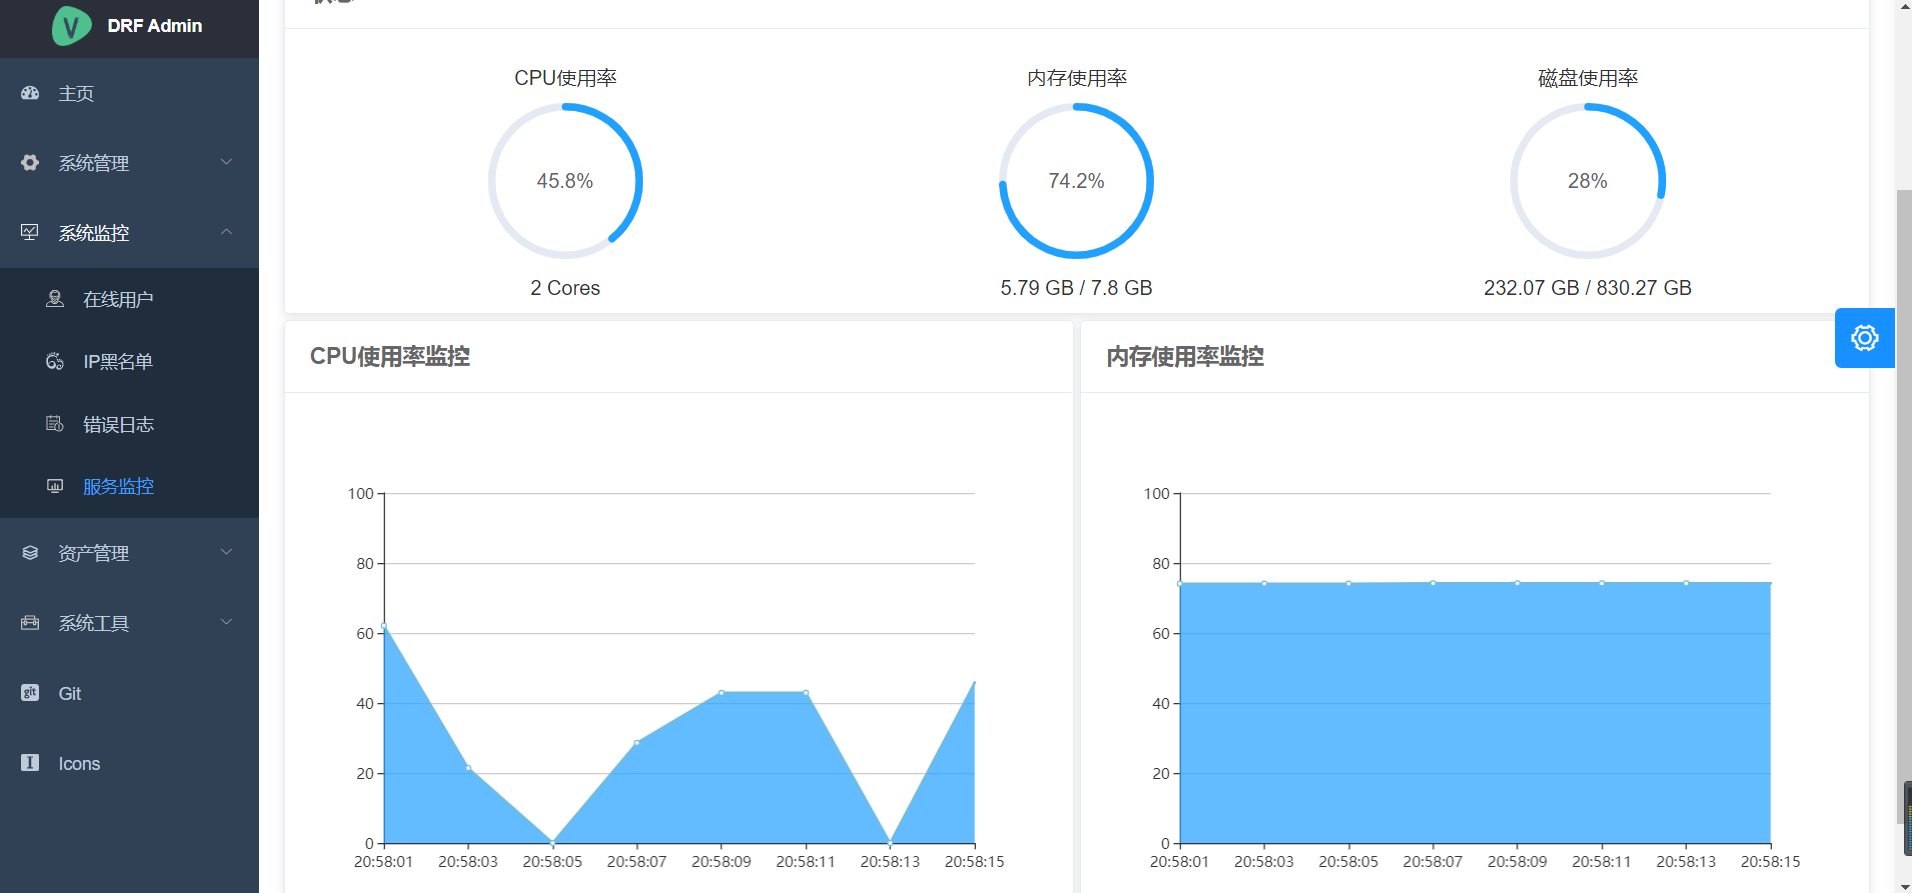 DRF Admin
主页
系统管理
系统监控
在线用户
IP黑名单
错误日志
服务监控
资产管理
系统工具
git
Git
Icons
CPU使用率
45.8%
2 Cores
内存使用率
74.2%
5.79 GB / 7.8 GB
磁盘使用率
28%
232.07 GB / 830.27 GB
CPU使用率监控
100
80
60
40
20
0
20:58:01 20:58:03 20:58:05 20:58:07 20:58:09 20:58:11 20:58:13 20:58:15
内存使用率监控
100
80
60
40
20
0
20:58:01 20:58:03 20:58:05 20:58:07 20:58:09 20:58:11 20:58:13 20:58:15